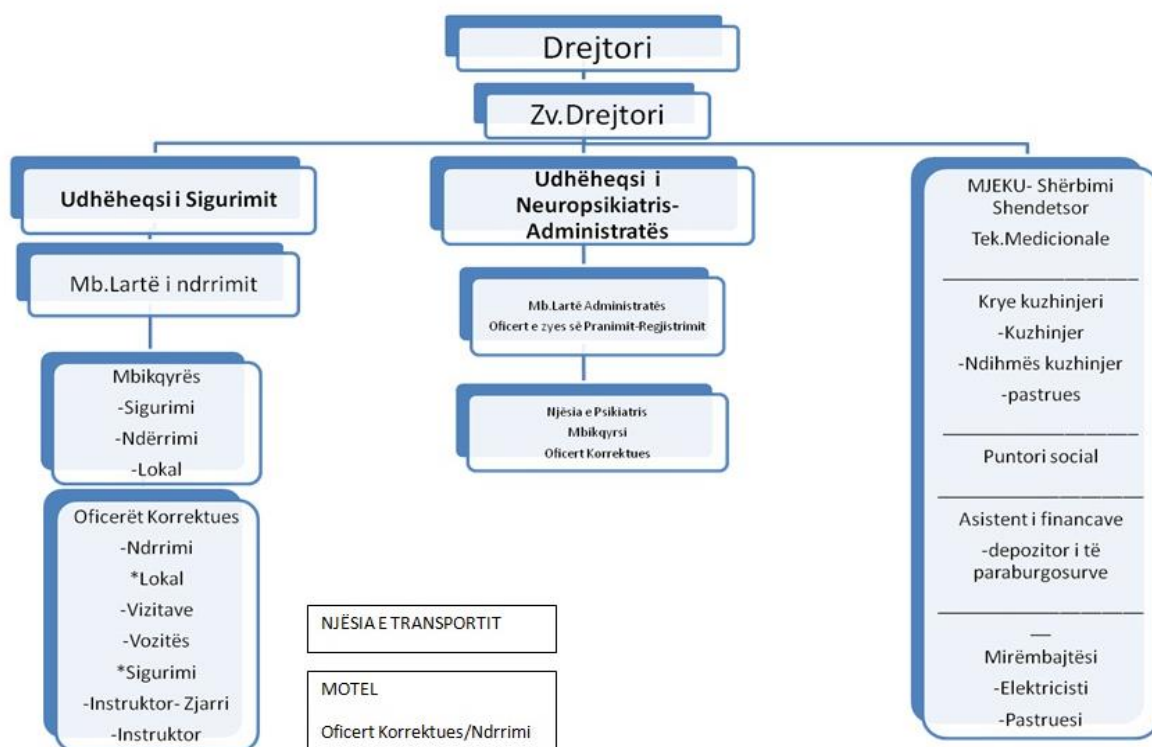 Drejtori
Zv.Drejtori
Udhëheqsi i Sigurimit
Mb.Lartë i ndrrimit
Mbikqyrës
-Sigurimi
-Ndërrimi
-Lokal
Oficerët Korrektues
-Ndrrimi
*Lokal
-Vizitave
-Vozitës
*Sigurimi
-Instruktor- Zjarri
-Instruktor
Udhëheqsi i
Neuropsikiatris-
Administratës
Mb.Lartë Administratës
Oficert e zyes së Pranimit-Regjistrimit
Njësia e Psikiatris
Mbikqyrsi
Oficert Korrektues
NJËSIA E TRANSPORTIT
MOTEL
Oficert Korrektues/Ndrrimi
MJEKU- Shërbimi
Shendetsor
Tek.Medicionale
Krye kuzhinjeri
-Kuzhinjer
-Ndihmës kuzhinjer
-pastrues
Puntori social
Asistent i financave
-depozitor i të
paraburgosurve
Mirëmbajtësi
-Elektricisti
-Pastruesi